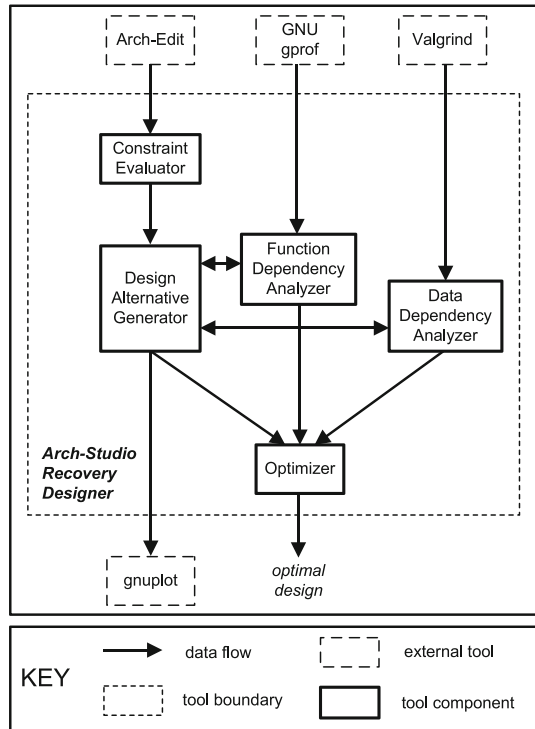 Arch-Edit
GNU
gprof
Valgrind
Constraint
Evaluator
Design
Alternative
Generator
Function
Dependency
Analyzer
Data
Dependency
Analyzer
Arch-Studio
Recovery
Designer
Optimizer
gnuplot
optimal
design
KEY
data flow
external tool
tool boundary
tool component